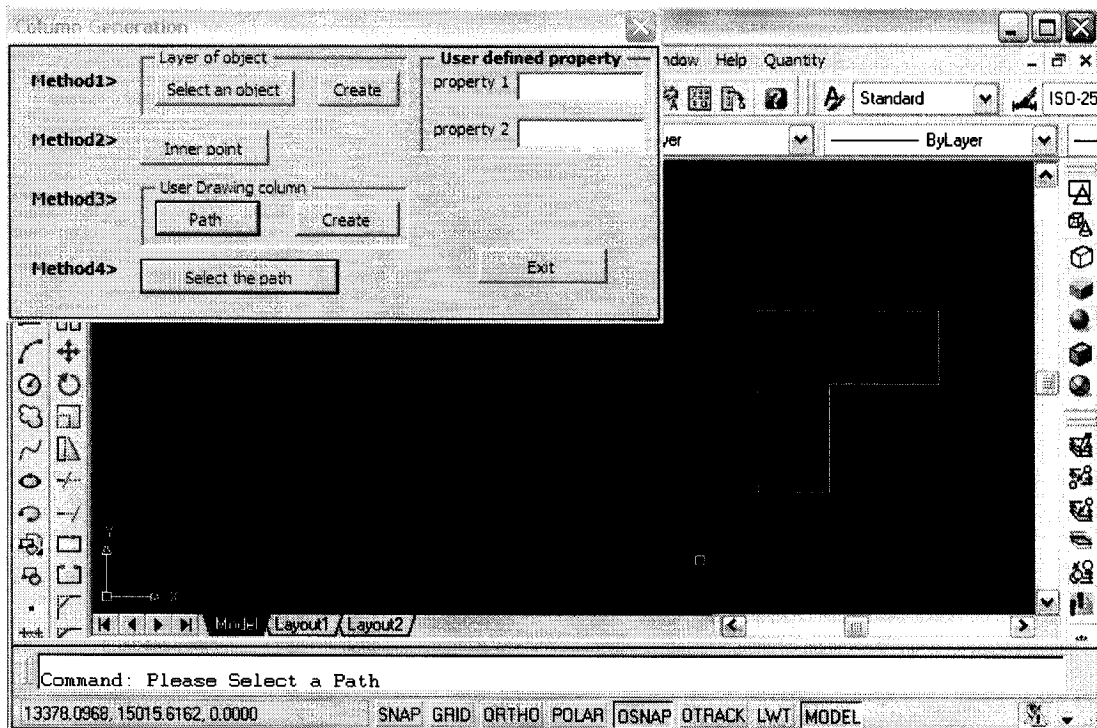 Column Generation
Layer of object
User defined property
Method1>
Select an object
Create
property 1
Method2>
Inner point
property 2
User Drawing column
Method3>
Path
Create
Method4>
Select the path
Exit
Help Quantity
Standard
ISO-25
ByLayer
Model Layout1 Layout2
Y
X
Command: Please Select a Path
13378.0968, 15015.6162, 0.0000 SNAP GRID ORTHO POLAR OSNAP OTRACK LWT MODEL